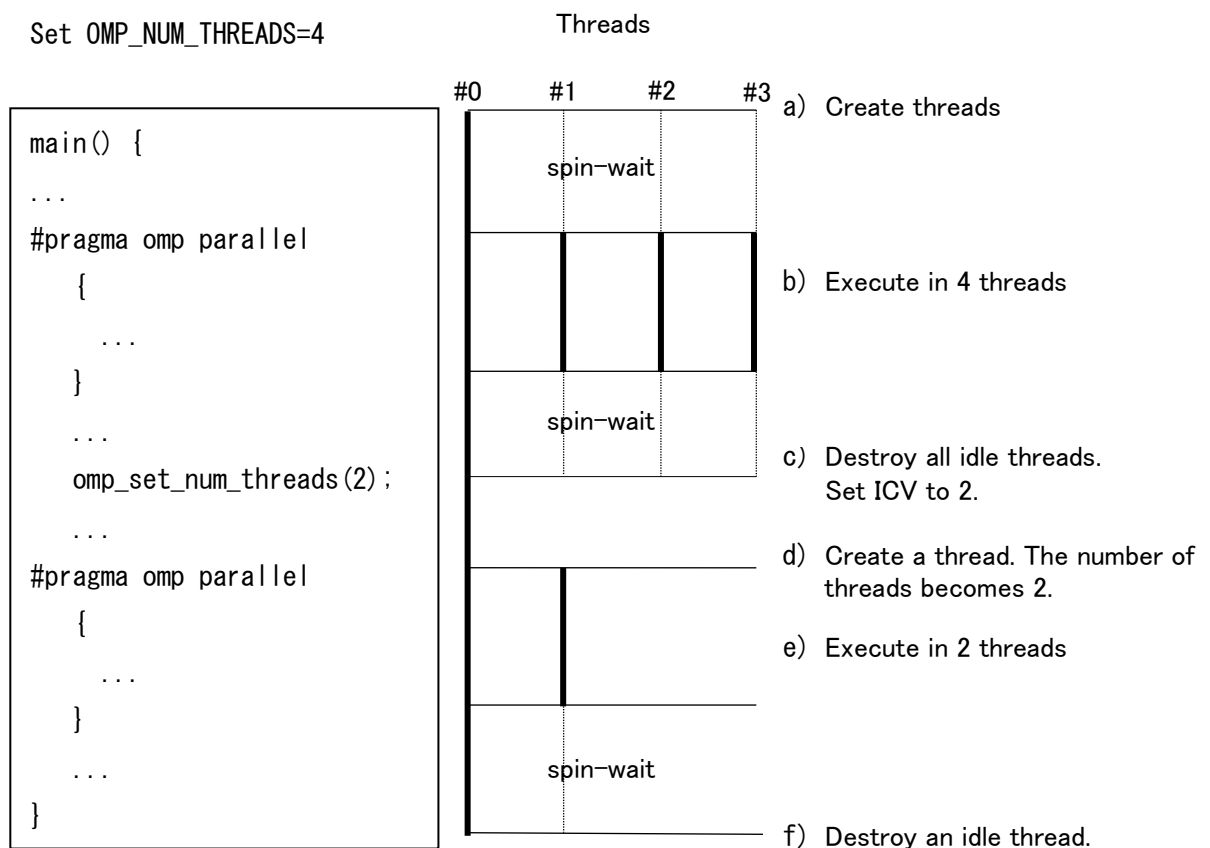 Set OMP_NUM_THREADS=4
Threads
#0 #1 #2 #3
a) Create threads
main() {
...
#pragma omp parallel
{
...
}
...
omp_set_num_threads(2);
...
#pragma omp parallel
{
...
}
...
}
spin-wait
b) Execute in 4 threads
spin-wait
c) Destroy all idle threads.
Set ICV to 2.
d) Create a thread. The number of
threads becomes 2.
e) Execute in 2 threads
spin-wait
f) Destroy an idle thread.